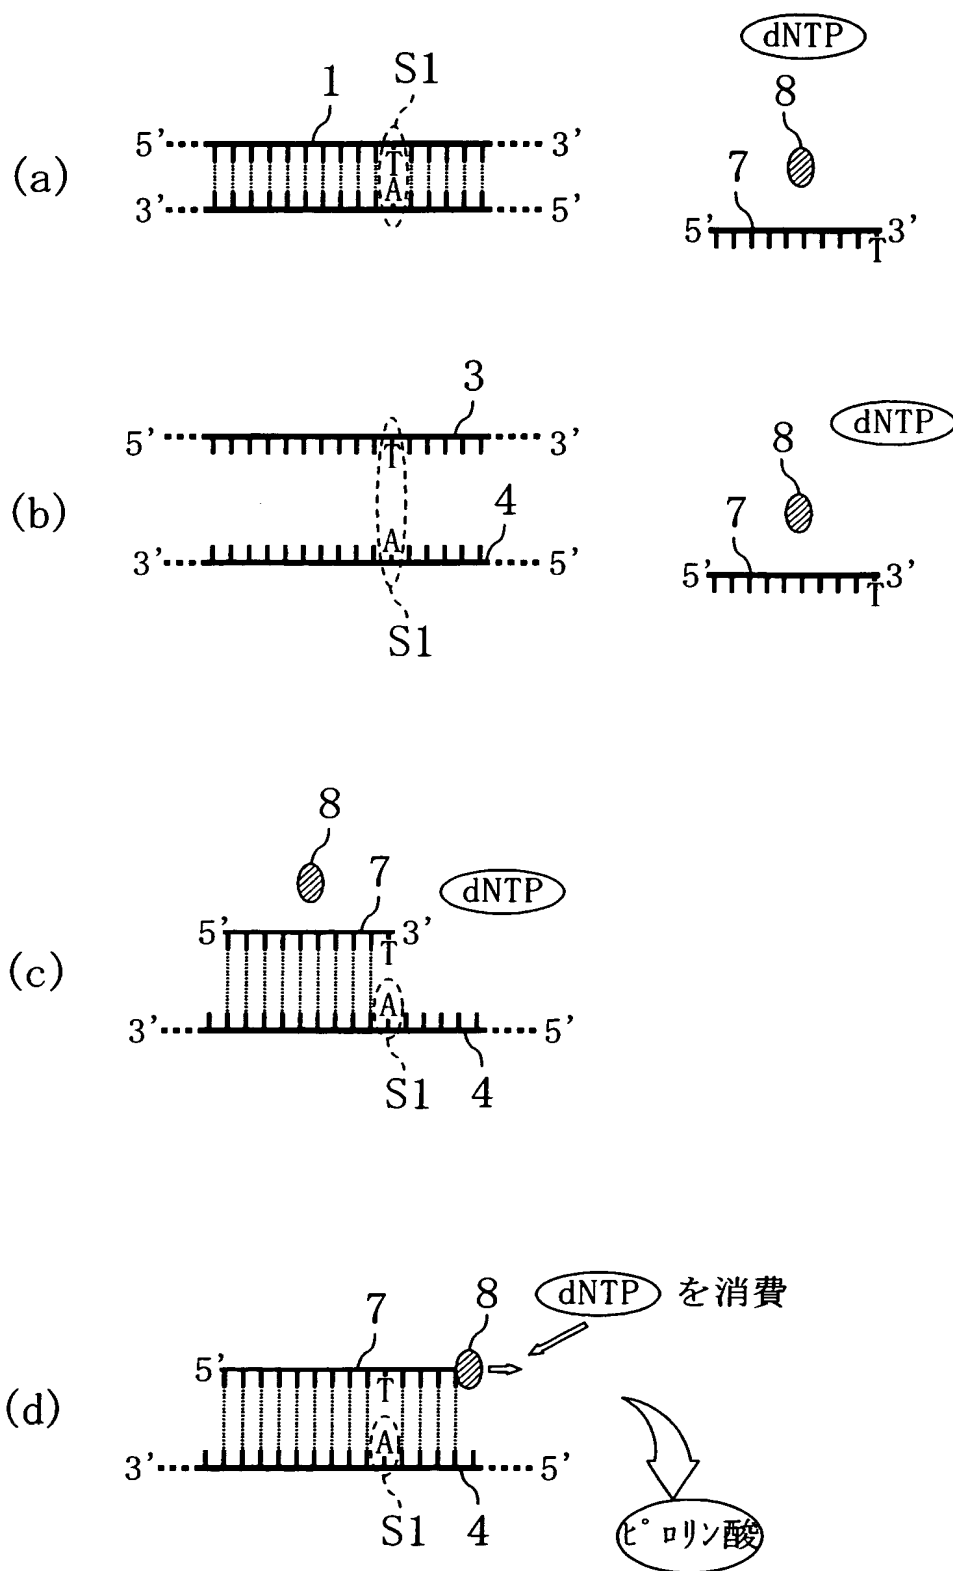 dNTP
S1
1
8
5' 3'
(a)
T
A
7
3' 5'
5' 3'
T
3
dNTP
5' 3'
8
T
(b)
4
7
A
3' 5'
5' 3'
T
S1
8
7
dNTP
5' 3'
T
(c)
A
3' 5'
S1 4
8
dNTP を消費
7
5'
T
(d)
A
3' 5'
S1 4
ピロリン酸